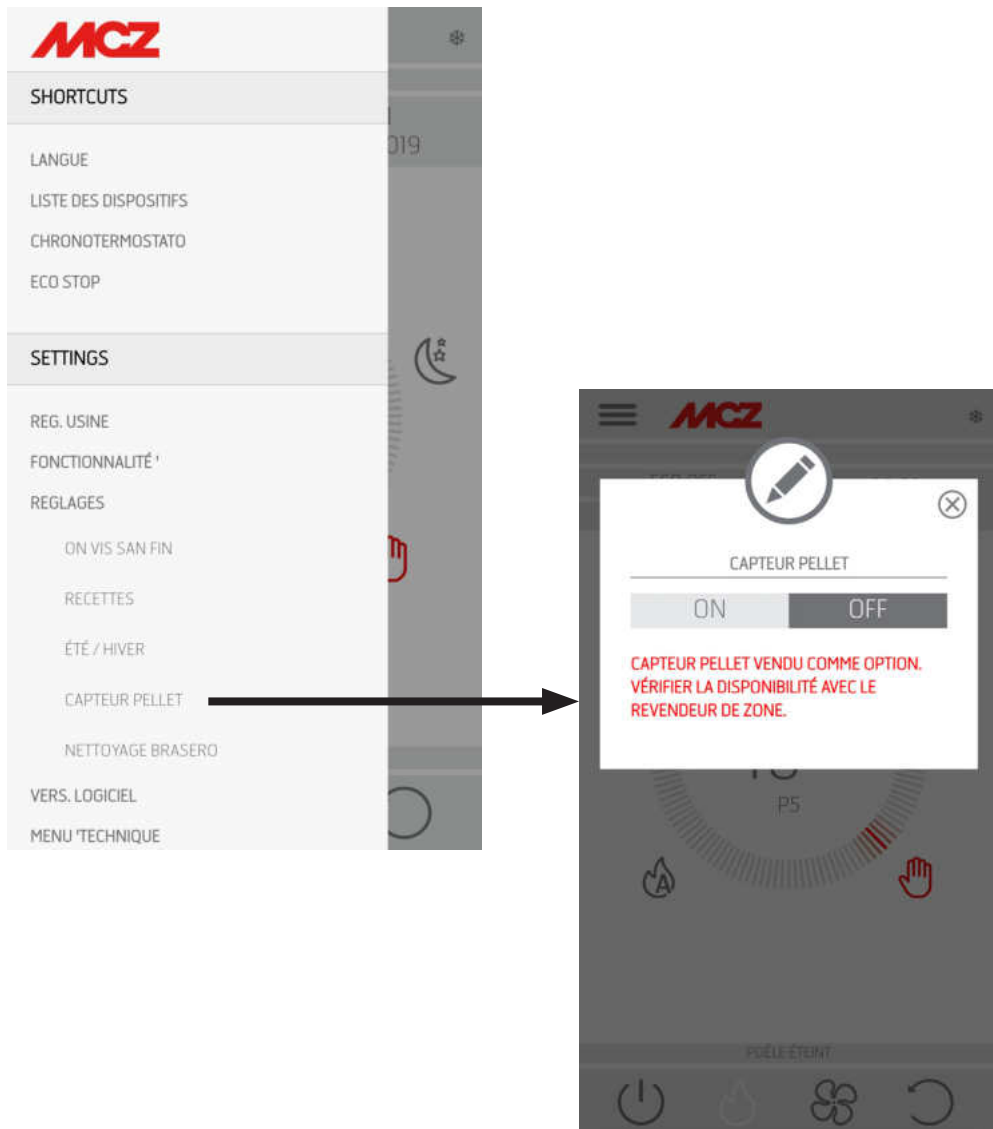 MCZ
SHORTCUTS
019
LANGUE
LISTE DES DISPOSITIFS
CHRONOTERMOSTATO
ECO STOP
SETTINGS
REG. USINE
FONCTIONNALITÉ '
REGLAGES
ON VIS SAN FIN
RECETTES
ÉTÉ / HIVER
CAPTEUR PELLET
NETTOYAGE BRASERO
VERS. LOGICIEL
MENU 'TECHNIQUE
MCZ
CAPTEUR PELLET
ON OFF
CAPTEUR PELLET VENDU COMME OPTION.
VÉRIFIER LA DISPONIBILITÉ AVEC LE
REVENDEUR DE ZONE.
P5
A
POÊLE ÉTEINT